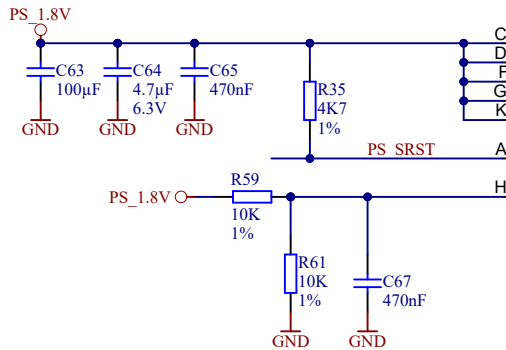 PS_1.8V
C
D
F
G
K
C63
100µF
C64
4.7µF
6.3V
C65
470nF
R35
4K7
1%
GND
GND
GND
PS_SRST
A
R59
PS_1.8V
10K
1%
H
R61
10K
1%
C67
470nF
GND
GND